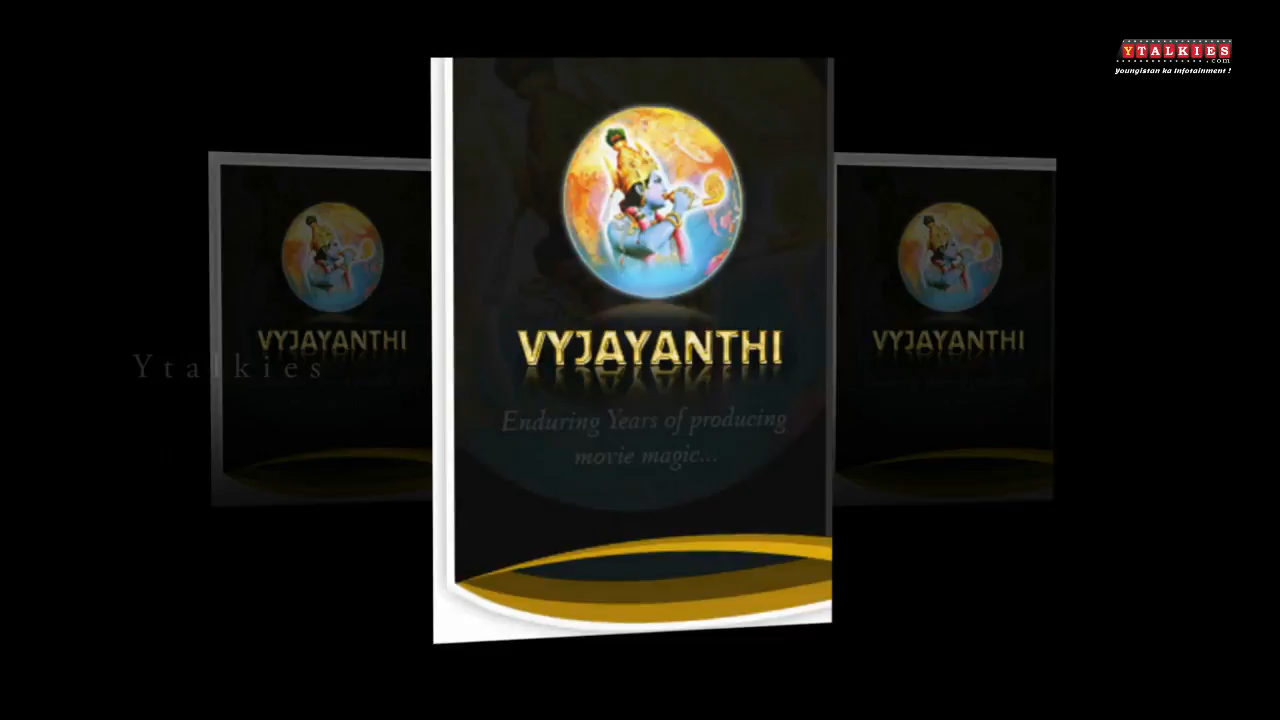 YTALKIES
.com
Youngistan ka Infotainment !
VYJAYANTHI
VYJAYANTHI
VYJAYANTHI
Ytalkies
Enduring Years of producing
movie magic...